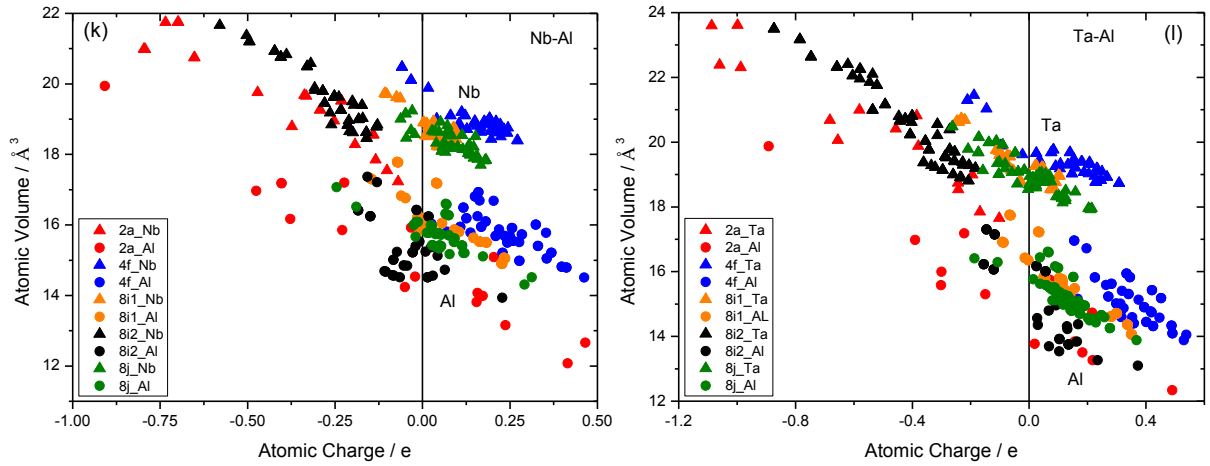 (k)
Nb-Al
Nb
Al
22
20
18
16
14
12
Atomic Volume / Å³
2a_Nb
2a_Al
4f_Nb
4f_Al
8i1_Nb
8i1_Al
8i2_Nb
8i2_Al
8j_Nb
8j_Al
-1.00 -0.75 -0.50 -0.25 0.00 0.25 0.50
Atomic Charge / e
Ta-Al
(l)
Ta
Al
24
22
20
18
16
14
12
Atomic Volume / Å³
2a_Ta
2a_Al
4f_Ta
4f_Al
8i1_Ta
8i1_AL
8i2_Ta
8i2_Al
8j_Ta
8j_Al
-1.2 -0.8 -0.4 0.0 0.4
Atomic Charge / e